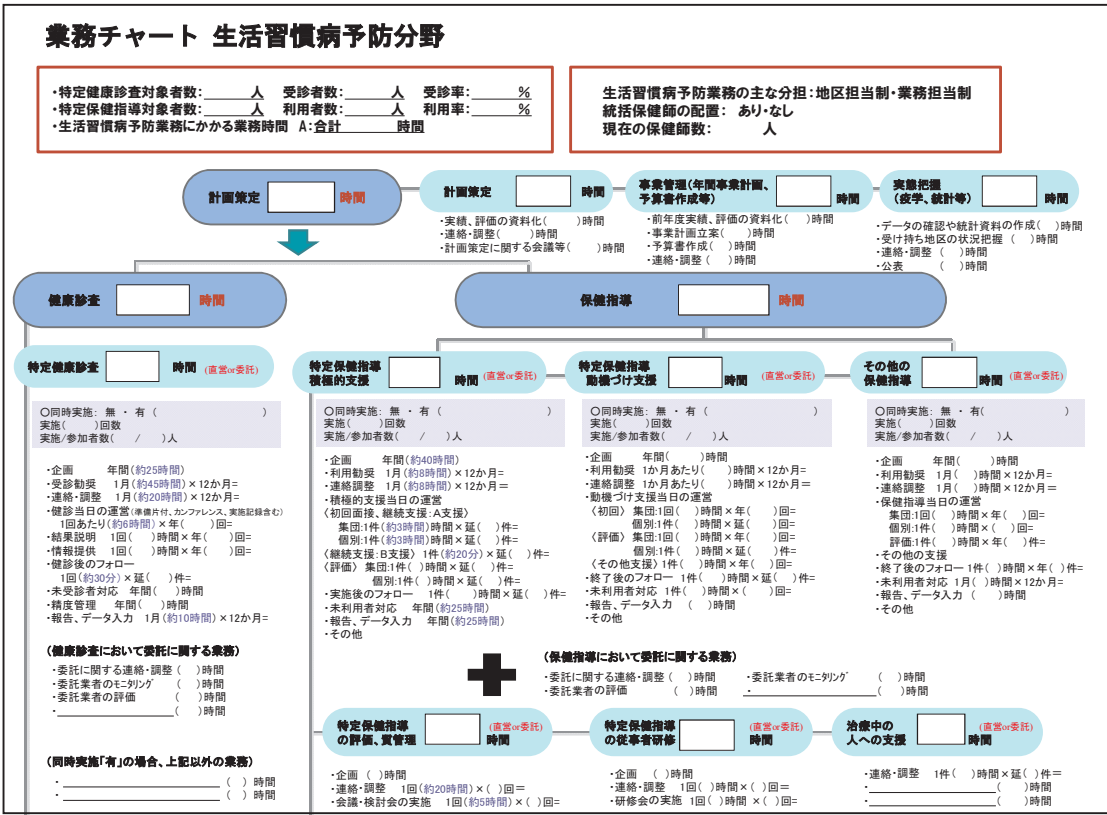 業務チャート 生活習慣病予防分野
・特定健康診査対象者数:　　　人　受診者数:　　　人　受診率:　　　%
・特定保健指導対象者数:　　　人　利用者数:　　　人　利用率:　　　%
・生活習慣病予防業務にかかる業務時間　A:合計　　　時間
生活習慣病予防業務の主な分担:地区担当制・業務担当制
統括保健師の配置:　あり・なし
現在の保健師数:　　　人
計画策定　　時間
計画策定　　時間
・実績、評価の資料化(　　)時間
・連絡・調整(　　)時間
・計画策定に関する会議等(　　)時間
事業管理(年間事業計画、
予算書作成等)　　時間
・前年度実績、評価の資料化(　　)時間
・事業計画立案(　　)時間
・予算書作成(　　)時間
・連絡・調整 (　　)時間
実態把握
(疫学、統計等)　　時間
・データの確認や統計資料の作成(　　)時間
・受け持ち地区の状況把握 (　　)時間
・連絡・調整 (　　)時間
・公表　　(　　)時間
健康診査　　時間
保健指導　　時間
特定健康診査　　時間 (直営or委託)
〇同時実施: 無 ・ 有 (　　　　)
実施(　　)回数
実施/参加者数(　/　)人
・企画　　年間(約25時間)
・受診勧奨　1月(約45時間)×12か月=
・連絡・調整　1月(約20時間)×12か月=
・健診当日の運営(準備片付、カンファレンス、実施記録含む)
1回あたり(約6時間)×年(　　)回=
・結果説明　1回(　　)時間×年(　　)回=
・情報提供　1回(　　)時間×年(　　)回=
・健診後のフォロー
1回(約30分)×延(　　)件=
・未受診者対応　年間(　　)時間
・精度管理　年間(　　)時間
・報告、データ入力　1月(約10時間)×12か月=
(健康診査において委託に関する業務)
・委託に関する連絡・調整 (　　)時間
・委託業者のモニタリング　(　　)時間
・委託業者の評価　(　　)時間
・＿＿＿＿＿＿(　　)時間
(同時実施「有」の場合、上記以外の業務)
・＿＿＿＿＿＿(　　)時間
・＿＿＿＿＿＿(　　)時間
特定保健指導
積極的支援　　時間 (直営or委託)
〇同時実施: 無 ・ 有 (　　　　)
実施(　　)回数
実施/参加者数(　/　)人
・企画　　年間(約40時間)
・利用勧奨　1月(約8時間)×12か月=
・連絡調整　1月(約8時間)×12か月＝
・積極的支援当日の運営
〈初回面接、継続支援:A支援〉
集団:1件(約3時間)時間×延(　　)件=
個別:1件(約3時間)時間×延(　　)件=
〈継続支援:B支援〉 1件(約20分)×延(　　)件=
〈評価〉 集団:1件(　　)時間×延(　　)件=
個別:1件(　　)時間×延(　　)件=
・実施後のフォロー　1件(　　)時間×延(　　)件=
・未利用者対応　年間(約25時間)
・報告、データ入力　年間(約25時間)
・その他
特定保健指導
動機づけ支援　　時間 (直営or委託)
〇同時実施: 無 ・ 有 (　　　　)
実施(　　)回数
実施/参加者数(　/　)人
・企画　　年間(　　)時間
・利用勧奨　1か月あたり(　　)時間×12か月=
・連絡調整　1か月あたり(　　)時間×12か月=
・動機づけ支援当日の運営
〈初回〉 集団:1回(　　)時間×年(　　)回=
個別:1件(　　)時間×年(　　)回=
〈評価〉 集団:1回(　　)時間×年(　　)回=
個別:1件(　　)時間×年(　　)回=
〈その他支援〉 1件(　　)時間×年(　　)回=
・終了後のフォロー　1件(　　)時間×延(　　)件=
・未利用者対応　1件(　　)時間×(　　)回=
・報告、データ入力　(　　)時間
・その他
その他の
保健指導　　時間 (直営or委託)
〇同時実施: 無 ・ 有 (　　　　)
実施(　　)回数
実施/参加者数(　/　)人
・企画　　年間(　　)時間
・利用勧奨　1月(　　)時間×12か月=
・連絡調整　1月(　　)時間×12か月=
・保健指導当日の運営
集団:1回(　　)時間×年(　　)回=
個別:1件(　　)時間×年(　　)回=
評価:1件(　　)時間×年(　　)回=
・その他の支援
・終了後のフォロー　1件(　　)時間×年(　　)件=
・未利用者対応　1月(　　)時間×12か月=
・報告、データ入力　(　　)時間
・その他
(保健指導において委託に関する業務)
・委託に関する連絡・調整 (　　)時間　・委託業者のモニタリング　(　　)時間
・委託業者の評価　(　　)時間　・＿＿＿＿＿＿(　　)時間
特定保健指導
の評価、質管理　　時間 (直営or委託)
・企画 (　　)時間
・連絡・調整　1回(約20時間)×(　　)回＝
・会議・検討会の実施　1回(約5時間)×(　　)回=
特定保健指導
の従事者研修　　時間 (直営or委託)
・企画　(　　)時間
・連絡・調整　1回(　　)時間×(　　)回＝
・研修会の実施　1回(　　)時間 ×(　　)回=
治療中の
人への支援　　時間 (直営or委託)
・連絡・調整　1件(　　)時間×延(　　)件＝
・＿＿＿＿＿＿(　　)時間
・＿＿＿＿＿＿(　　)時間